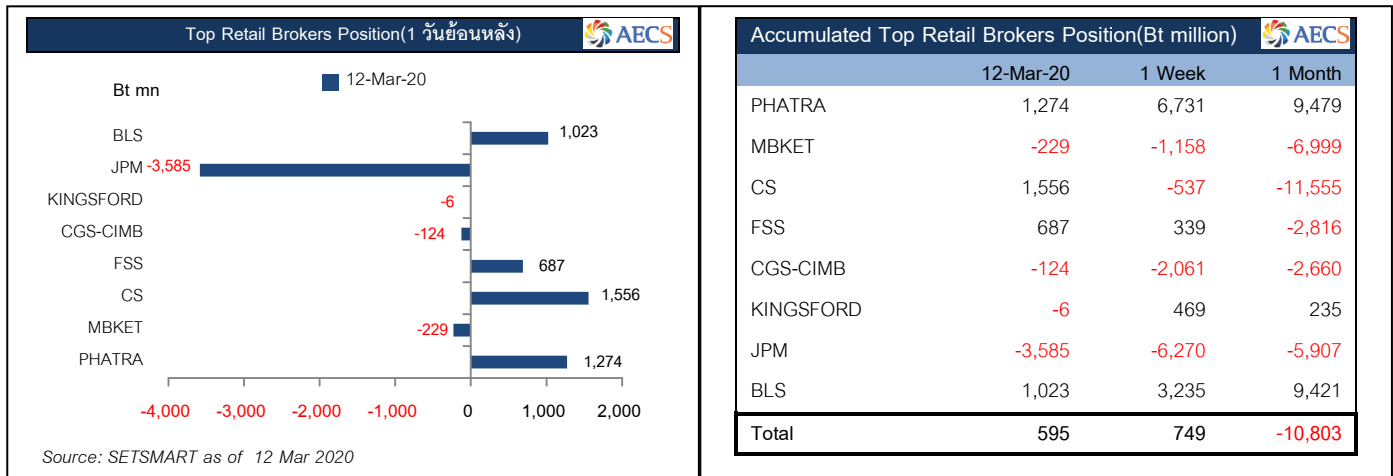 Top Retail Brokers Position(1 วันย้อนหลัง) AECS
Bt mn
12-Mar-20
BLS 1,023
JPM -3,585
KINGSFORD -6
CGS-CIMB -124
FSS 687
CS 1,556
MBKET -229
PHATRA 1,274
-4,000 -3,000 -2,000 -1,000 0 1,000 2,000
Source: SETSMART as of 12 Mar 2020
Accumulated Top Retail Brokers Position(Bt million) AECS
12-Mar-20 1 Week 1 Month
PHATRA 1,274 6,731 9,479
MBKET -229 -1,158 -6,999
CS 1,556 -537 -11,555
FSS 687 339 -2,816
CGS-CIMB -124 -2,061 -2,660
KINGSFORD -6 469 235
JPM -3,585 -6,270 -5,907
BLS 1,023 3,235 9,421
Total 595 749 -10,803